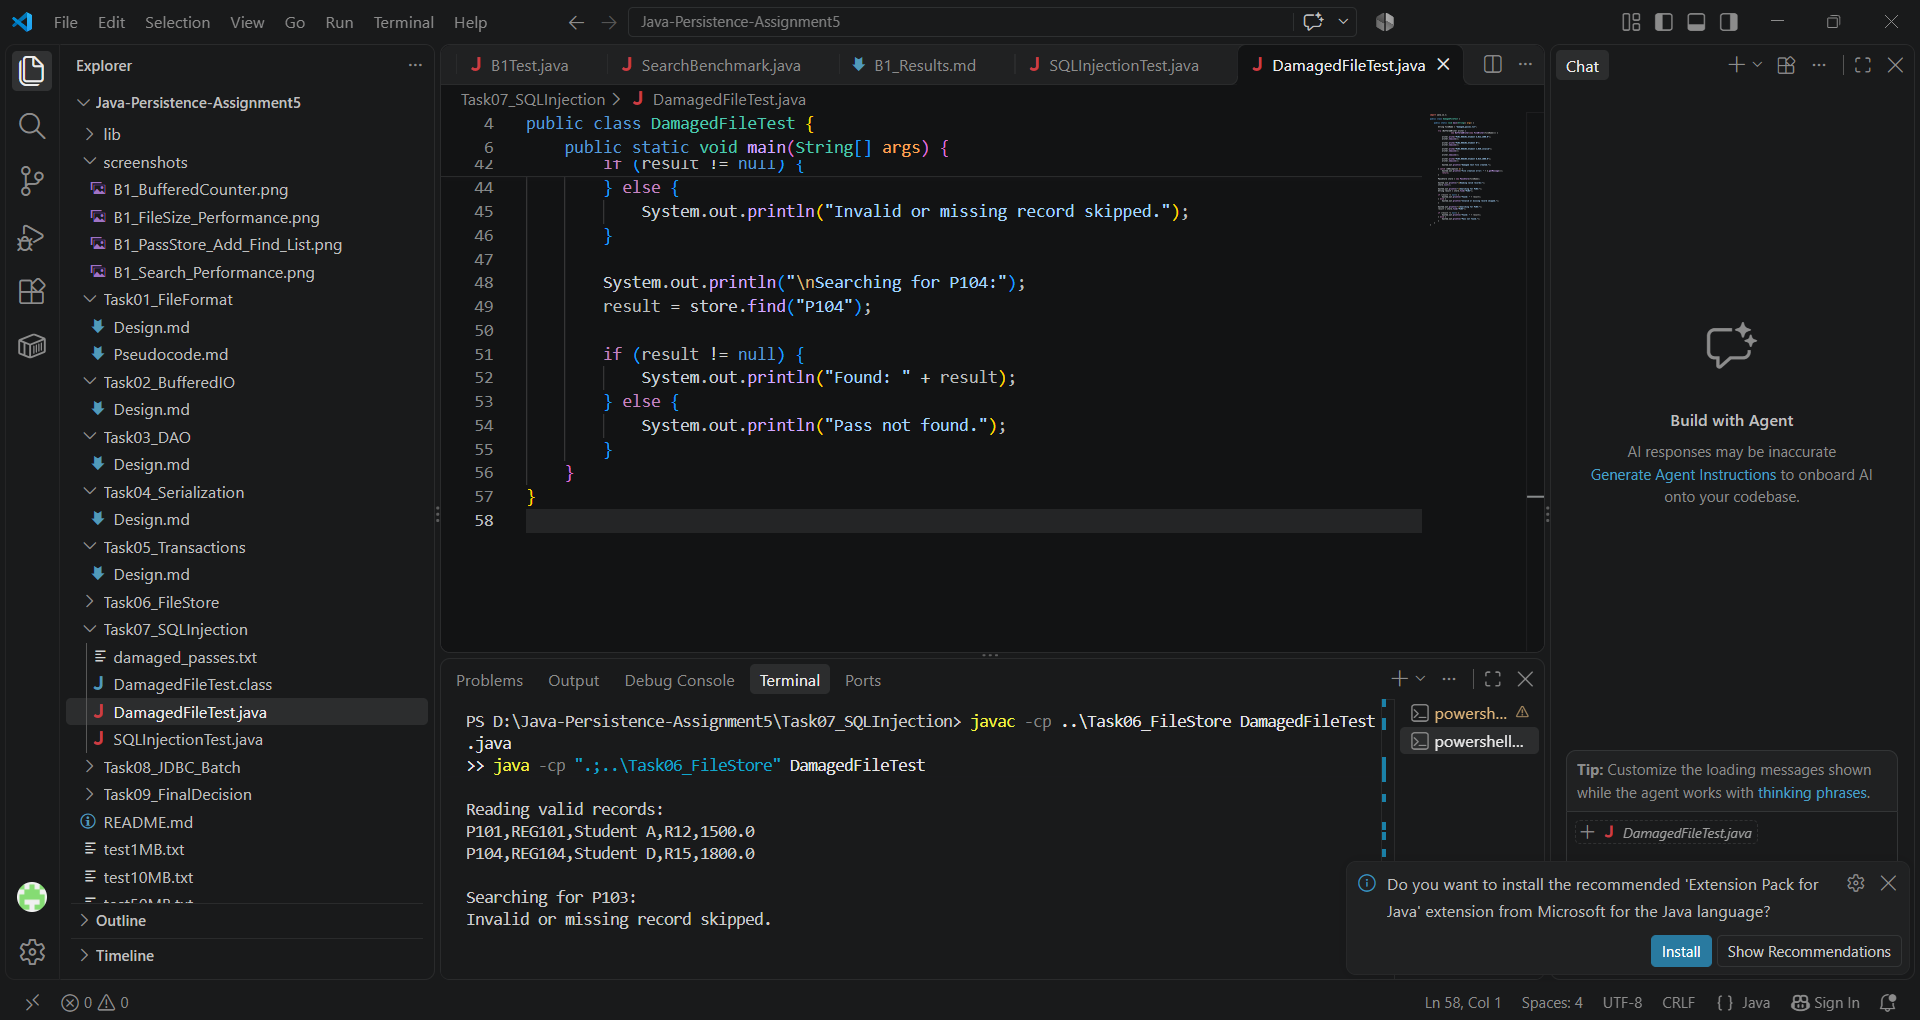 File Edit Selection View Go Run Terminal Help
Java-Persistence-Assignment5
Explorer
Java-Persistence-Assignment5
lib
screenshots
B1_BufferedCounter.png
B1_FileSize_Performance.png
B1_PassStore_Add_Find_List.png
B1_Search_Performance.png
Task01_FileFormat
Design.md
Pseudocode.md
Task02_BufferedIO
Design.md
Task03_DAO
Design.md
Task04_Serialization
Design.md
Task05_Transactions
Design.md
Task06_FileStore
Task07_SQLInjection
damaged_passes.txt
DamagedFileTest.class
DamagedFileTest.java
SQLInjectionTest.java
Task08_JDBC_Batch
Task09_FinalDecision
README.md
test1MB.txt
test10MB.txt
Outline
Timeline
B1Test.java SearchBenchmark.java B1_Results.md SQLInjectionTest.java DamagedFileTest.java
Task07_SQLInjection > DamagedFileTest.java
4 public class DamagedFileTest {
6 public static void main(String[] args) {
42 if (result != null) {
44 } else {
45 System.out.println("Invalid or missing record skipped.");
46 }
47
48 System.out.println("\nSearching for P104:");
49 result = store.find("P104");
50
51 if (result != null) {
52 System.out.println("Found: " + result);
53 } else {
54 System.out.println("Pass not found.");
55 }
56 }
57 }
58
Problems Output Debug Console Terminal Ports
PS D:\Java-Persistence-Assignment5\Task07_SQLInjection> javac -cp ..\Task06_FileStore DamagedFileTest
.java
>> java -cp ".;..\Task06_FileStore" DamagedFileTest
Reading valid records:
P101,REG101,Student A,R12,1500.0
P104,REG104,Student D,R15,1800.0
Searching for P103:
Invalid or missing record skipped.
powersh...
powershell...
Chat
Build with Agent
AI responses may be inaccurate
Generate Agent Instructions to onboard AI
onto your codebase.
Tip: Customize the loading messages shown
while the agent works with thinking phrases.
DamagedFileTest.java
Do you want to install the recommended 'Extension Pack for
Java' extension from Microsoft for the Java language?
Install Show Recommendations
0 0
Ln 58, Col 1 Spaces: 4 UTF-8 CRLF { } Java Sign In